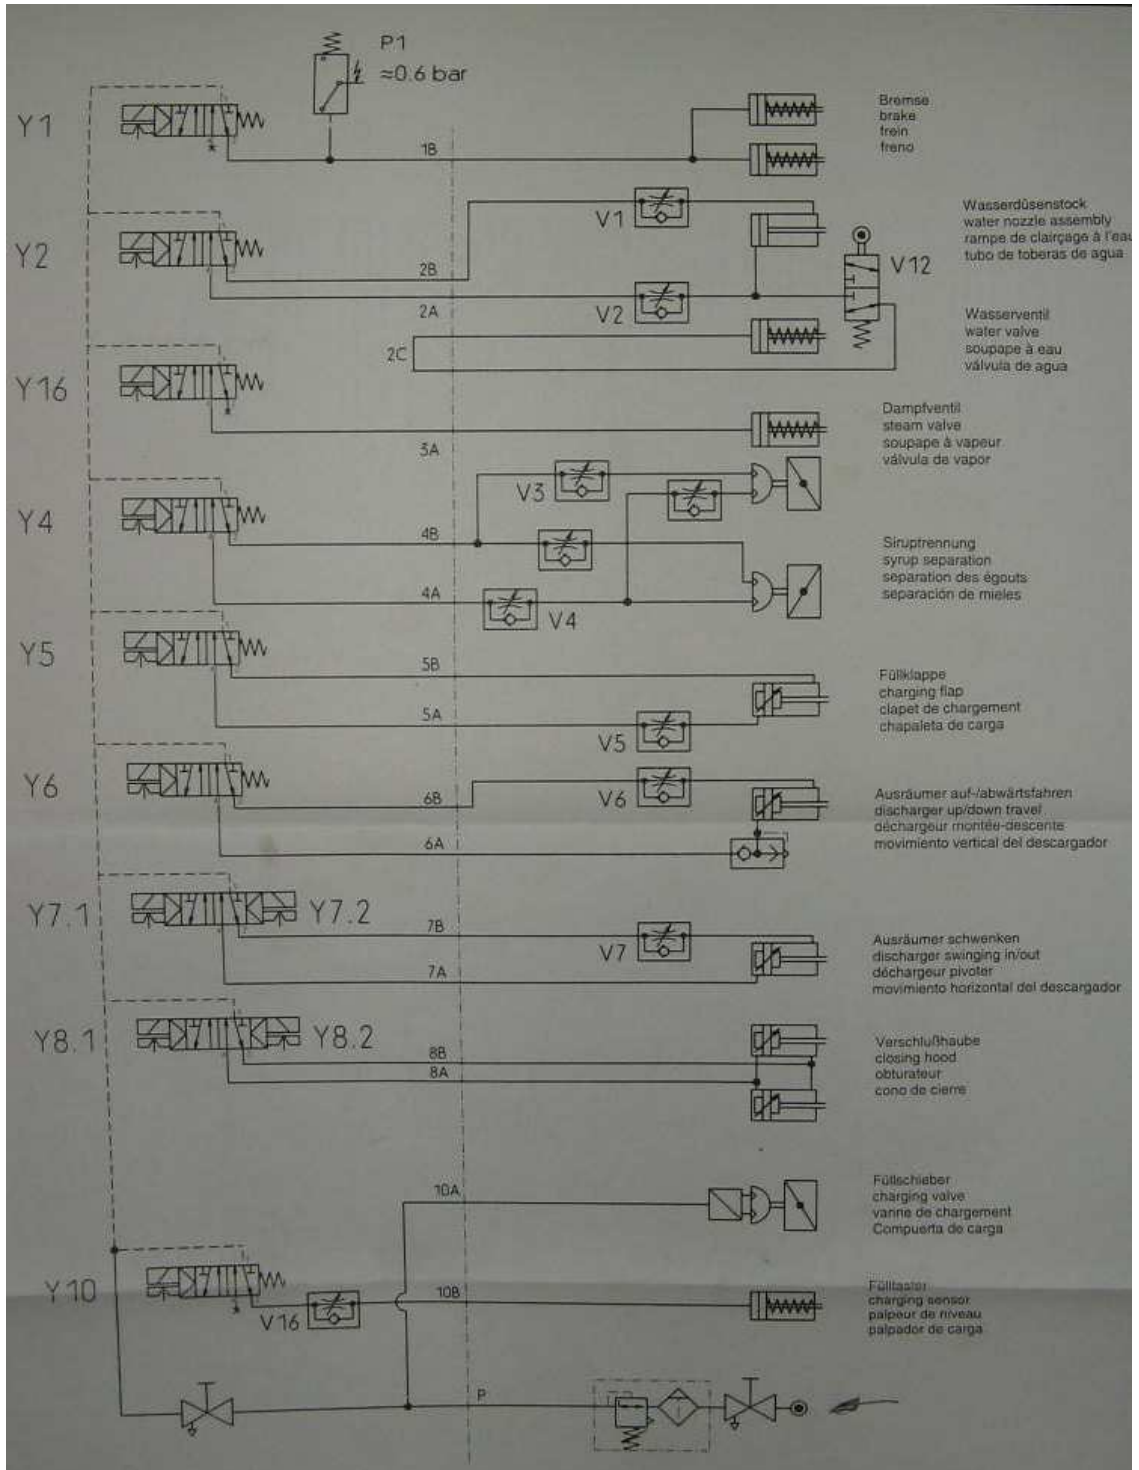 P1
≈0.6 bar
Y1
1B
Bremse
brake
frein
freno
V1
Wasserdüsenstock
water nozzle assembly
rampe de clairçage à l'eau
tubo de toberas de agua
Y2
2B
V12
2A
V2
Wasserventil
water valve
soupape à eau
válvula de agua
2C
Y16
3A
Dampfventil
steam valve
soupape à vapeur
válvula de vapor
V3
Y4
4B
Siruptrennung
syrup separation
separation des égouts
separación de mieles
4A
V4
Y5
5B
Füllklappe
charging flap
clapet de chargement
chapaleta de carga
5A
V5
Y6
6B
V6
Ausräumer auf-/abwärtsfahren
discharger up/down travel
déchargeur montée-descente
movimiento vertical del descargador
6A
Y7.1
Y7.2
7B
V7
Ausräumer schwenken
discharger swinging in/out
déchargeur pivoter
movimiento horizontal del descargador
7A
Y8.1
Y8.2
8B
8A
Verschlußhaube
closing hood
obturateur
cono de cierre
10A
Füllschieber
charging valve
vanne de chargement
Compuerta de carga
Y10
V16
10B
Fülltaster
charging sensor
palpeur de niveau
palpador de carga
P